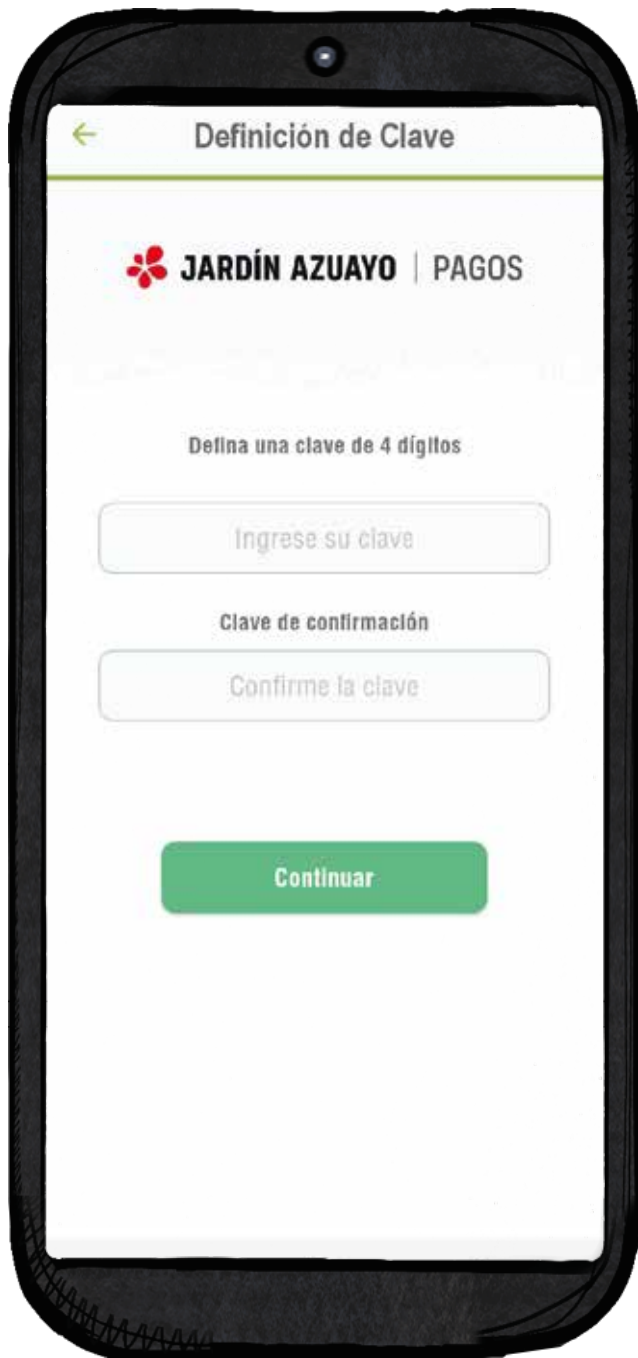 Definición de Clave
JARDÍN AZUAYO | PAGOS
Defina una clave de 4 dígitos
Ingrese su clave
Clave de confirmación
Confirme la clave
Continuar